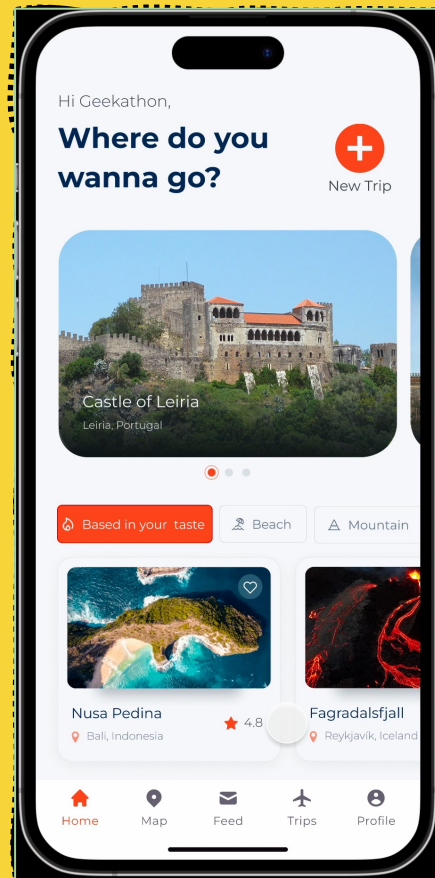 Hi Geekathon,
Where do you
wanna go?
New Trip
Castle of Leiria
Leiria, Portugal
Based in your taste
Beach
Mountain
Nusa Pedina
4.8
Bali, Indonesia
Fagradalsfjall
Reykjavík, Iceland
Home
Map
Feed
Trips
Profile